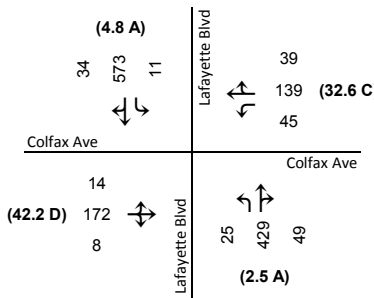 (4.8 A)
34 573 11
Lafayette Blvd
39
139 (32.6 C
45
Colfax Ave
Colfax Ave
14
(42.2 D) 172
8
Lafayette Blvd
25 429 49
(2.5 A)